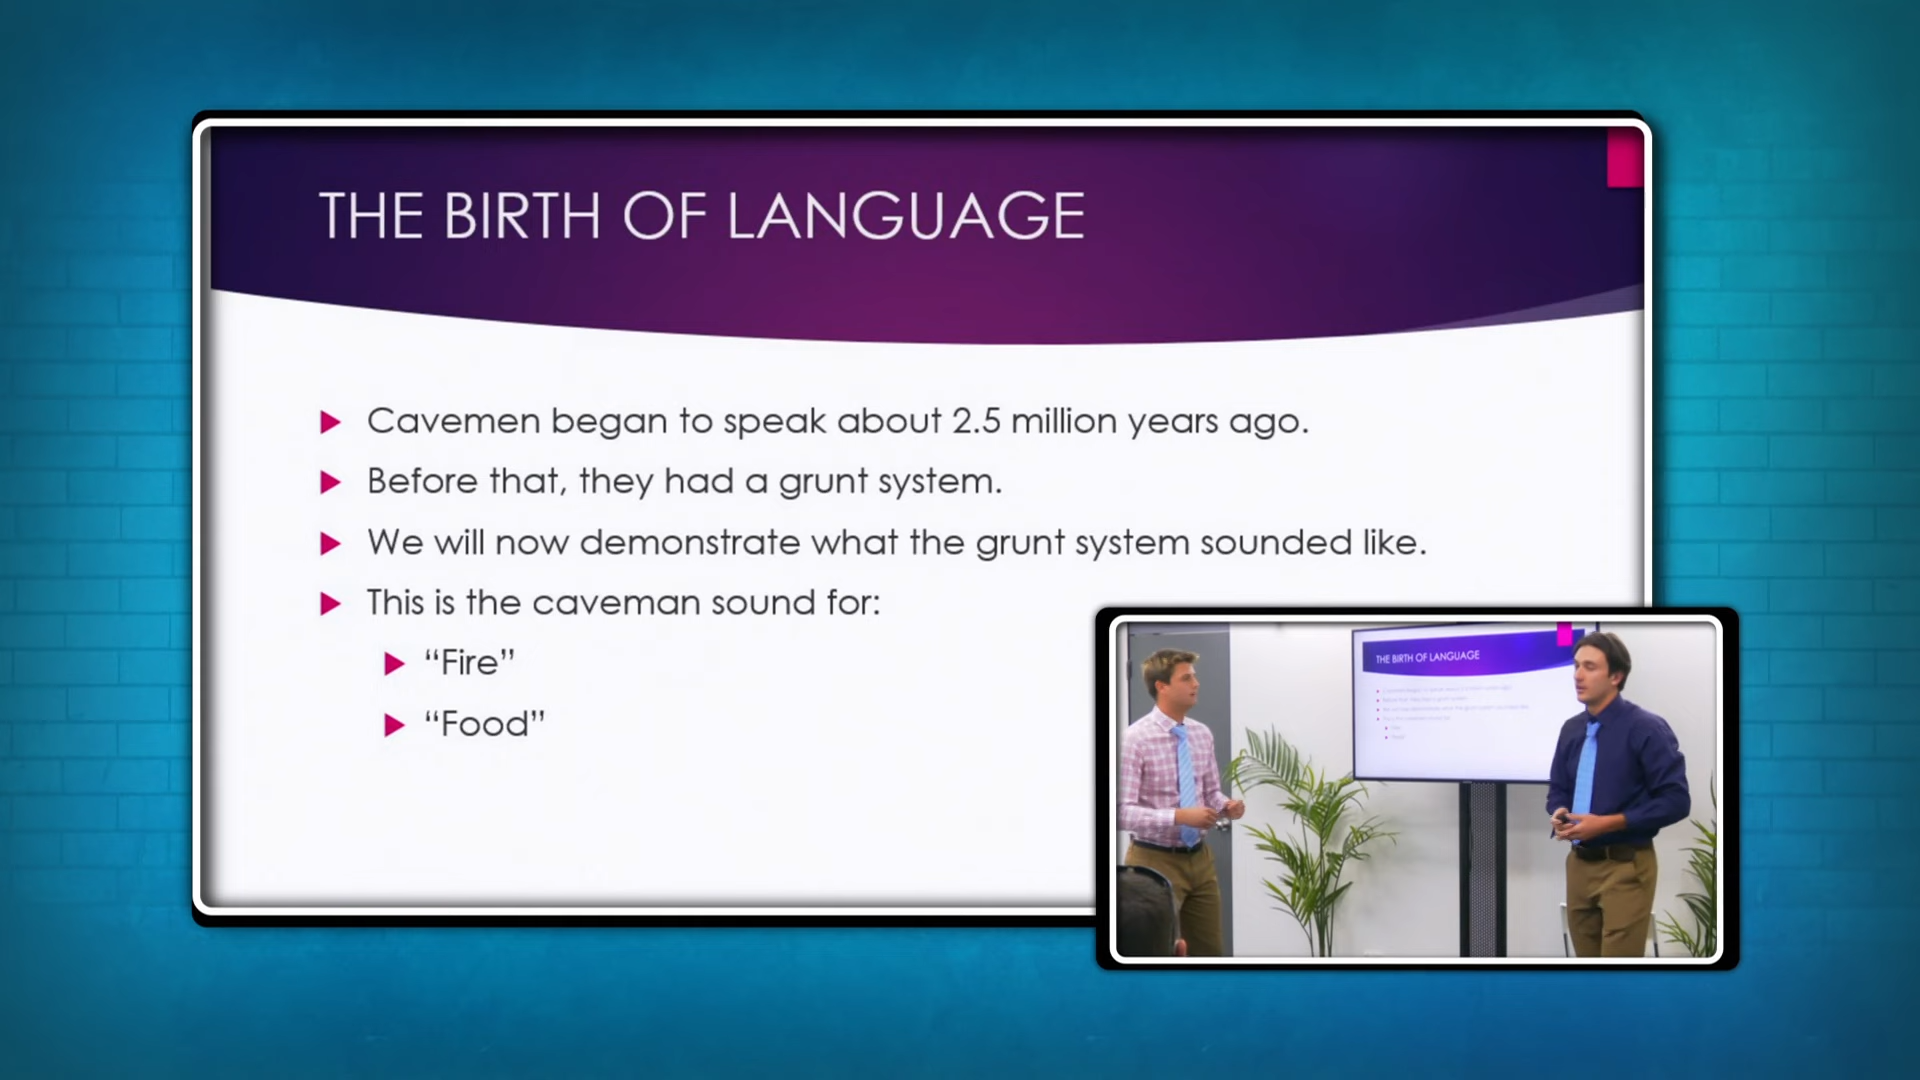 THE BIRTH OF LANGUAGE
Cavemen began to speak about 2.5 million years ago.
Before that, they had a grunt system.
We will now demonstrate what the grunt system sounded like.
This is the caveman sound for:
“Fire”
“Food”
THE BIRTH OF LANGUAGE